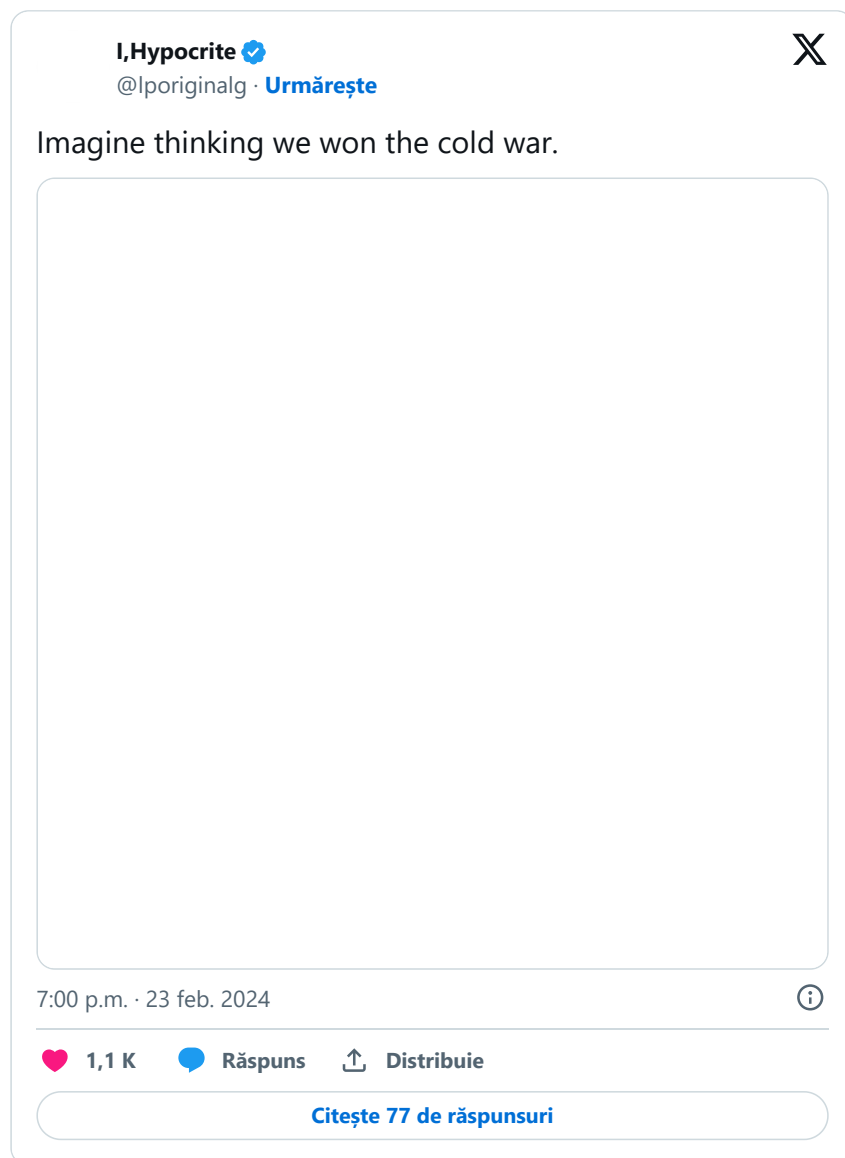 I,Hypocrite
@lporiginalg · Urmărește
Imagine thinking we won the cold war.
7:00 p.m. · 23 feb. 2024
1,1 K Răspuns Distribuie
Citește 77 de răspunsuri